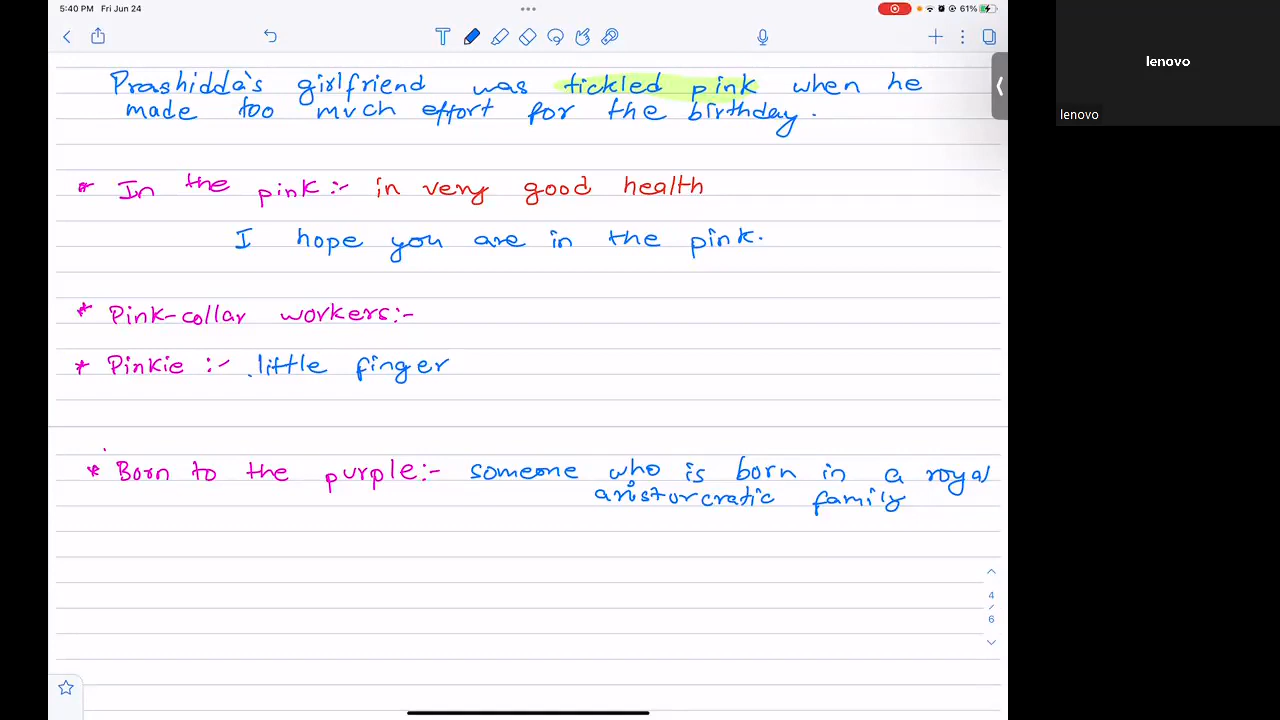 5:40 PM Fri Jun 24
61%
lenovo
T
Prashidda's girlfriend was tickled pink when he
made too much effort for the birthday.
* In the pink:- in very good health
I hope you are in the pink.
* Pink-collar workers:-
* Pinkie :- little finger
* Born to the purple:- someone who is born in a royal
aristorcratic family
4
/
6
lenovo